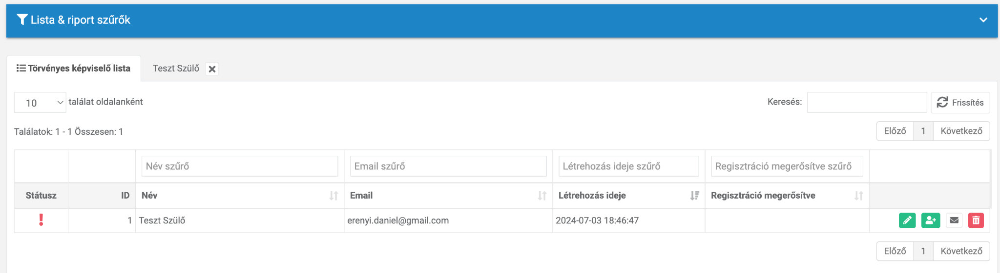 Lista & riport szűrők
Törvényes képviselő lista Teszt Szülő
10 találat oldalanként Keresés: Frissítés
Találatok: 1 - 1 Összesen: 1 Előző 1 Következő
Név szűrő Email szűrő Létrehozás ideje szűrő Regisztráció megerősítve szűrő
Státusz ID Név Email Létrehozás ideje Regisztráció megerősítve
1 Teszt Szülő erenyi.daniel@gmail.com 2024-07-03 18:46:47
Előző 1 Következő